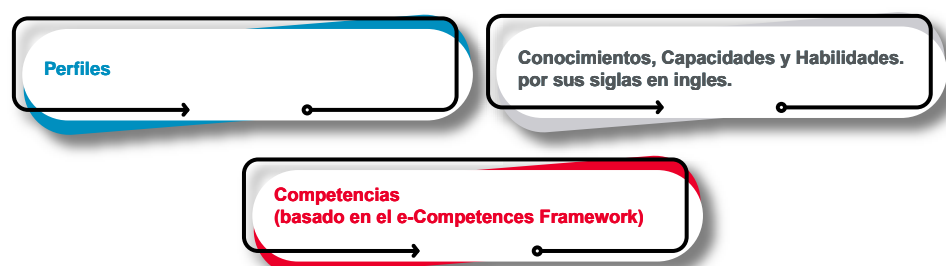 Perfiles
Conocimientos, Capacidades y Habilidades.
por sus siglas en ingles.
Competencias
(basado en el e-Competences Framework)